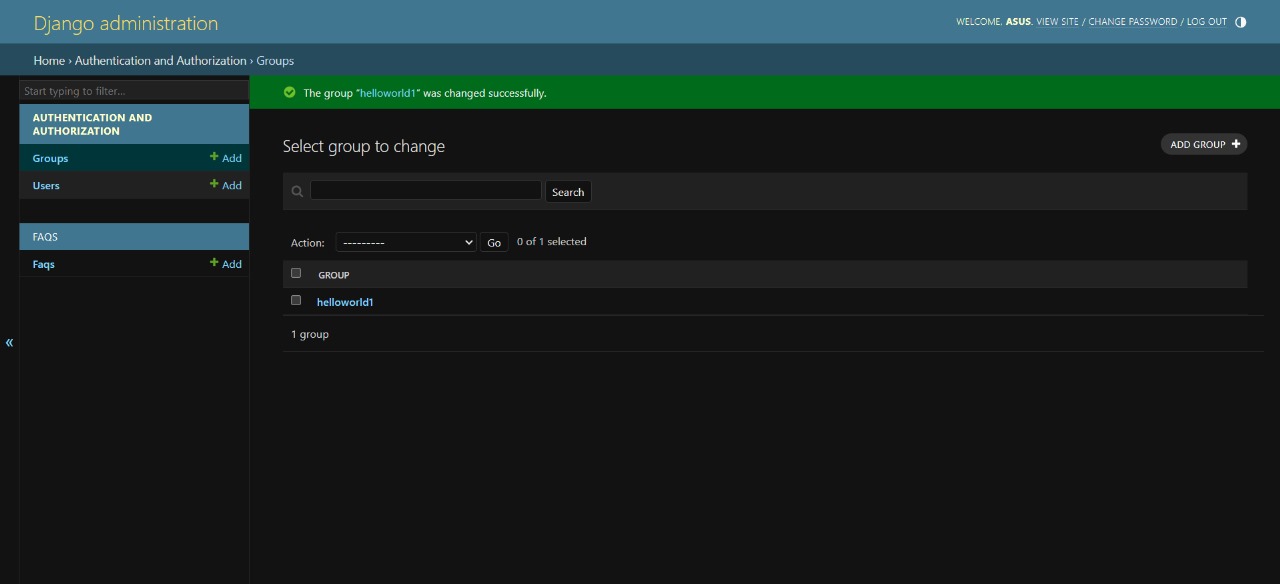 Django administration
WELCOME, ASUS. VIEW SITE / CHANGE PASSWORD / LOG OUT
Home › Authentication and Authorization › Groups
Start typing to filter...
AUTHENTICATION AND
AUTHORIZATION
Groups + Add
Users + Add
FAQS
Faqs + Add
«
The group “helloworld1” was changed successfully.
Select group to change
ADD GROUP +
Search
Action: --------- Go 0 of 1 selected
GROUP
helloworld1
1 group